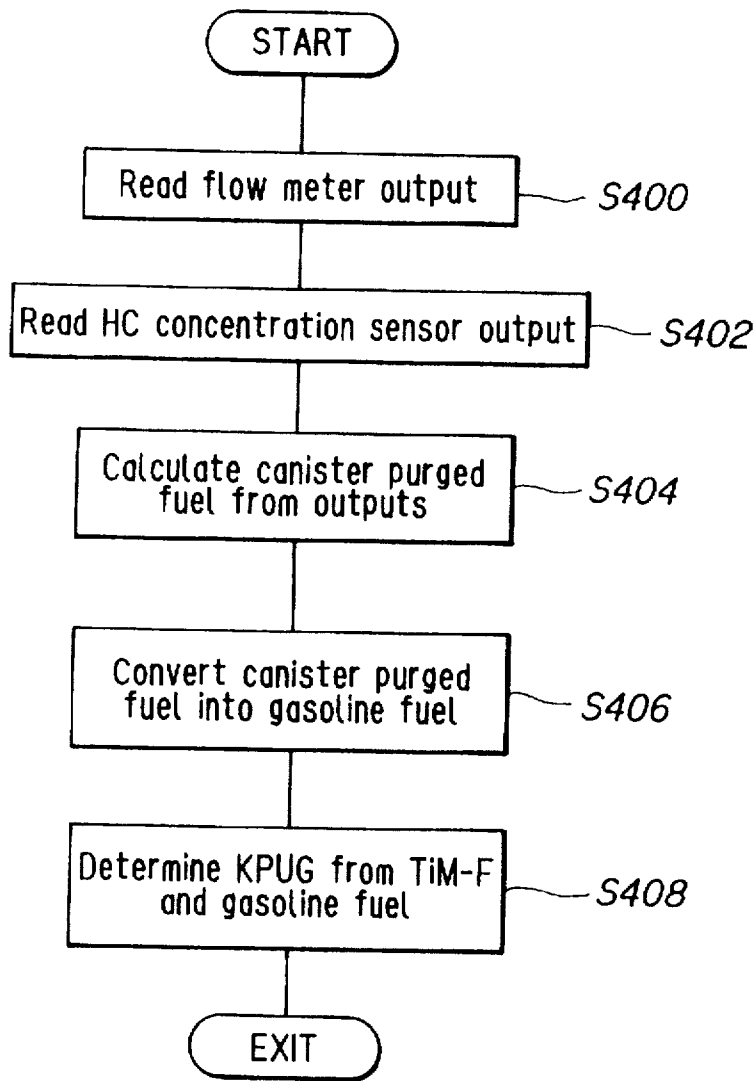 START
Read flow meter output
S400
Read HC concentration sensor output
S402
Calculate canister purged
fuel from outputs
S404
Convert canister purged
fuel into gasoline fuel
S406
Determine KPUG from TiM-F
and gasoline fuel
S408
EXIT